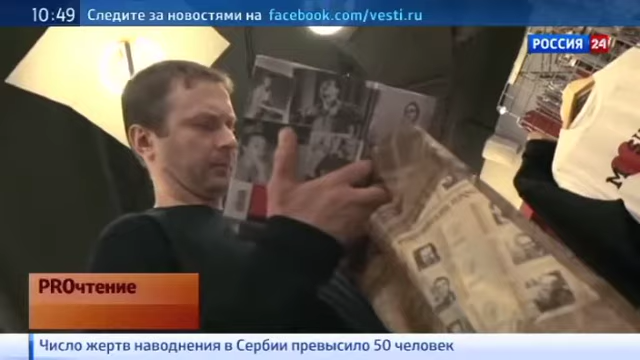 10:49
Следите за новостями на facebook.com/vesti.ru
РОССИЯ 24
PROчтение
Число жертв наводнения в Сербии превысило 50 человек